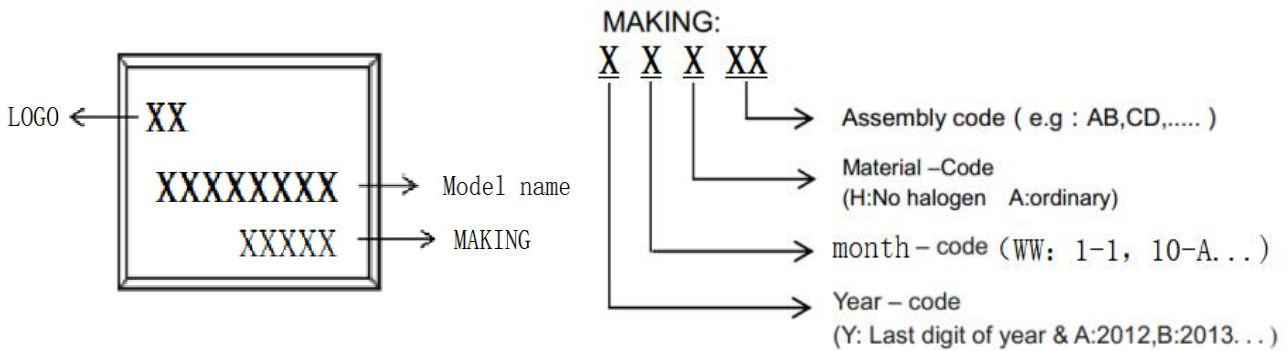 LOGO
XX
XXXXXXXX
Model name
XXXXX
MAKING
MAKING:
X X X XX
Assembly code ( e.g : AB,CD,..... )
Material –Code
(H:No halogen A:ordinary)
month – code (WW: 1-1, 10-A...)
Year – code
(Y: Last digit of year & A:2012,B:2013. . . )